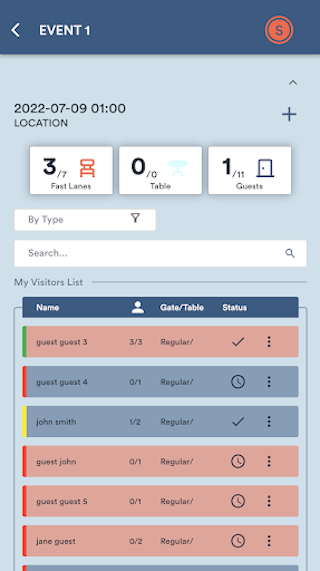 EVENT 1
S
2022-07-09 01:00
LOCATION
3/7 0/0 1/11
Fast Lanes Table Guests
By Type
Search...
My Visitors List
Name Gate/Table Status
guest guest 3 3/3 Regular/
guest guest 4 0/1 Regular/
john smith 1/2 Regular/
guest john 0/1 Regular/
guest guest 5 0/1 Regular/
jane guest 0/2 Regular/